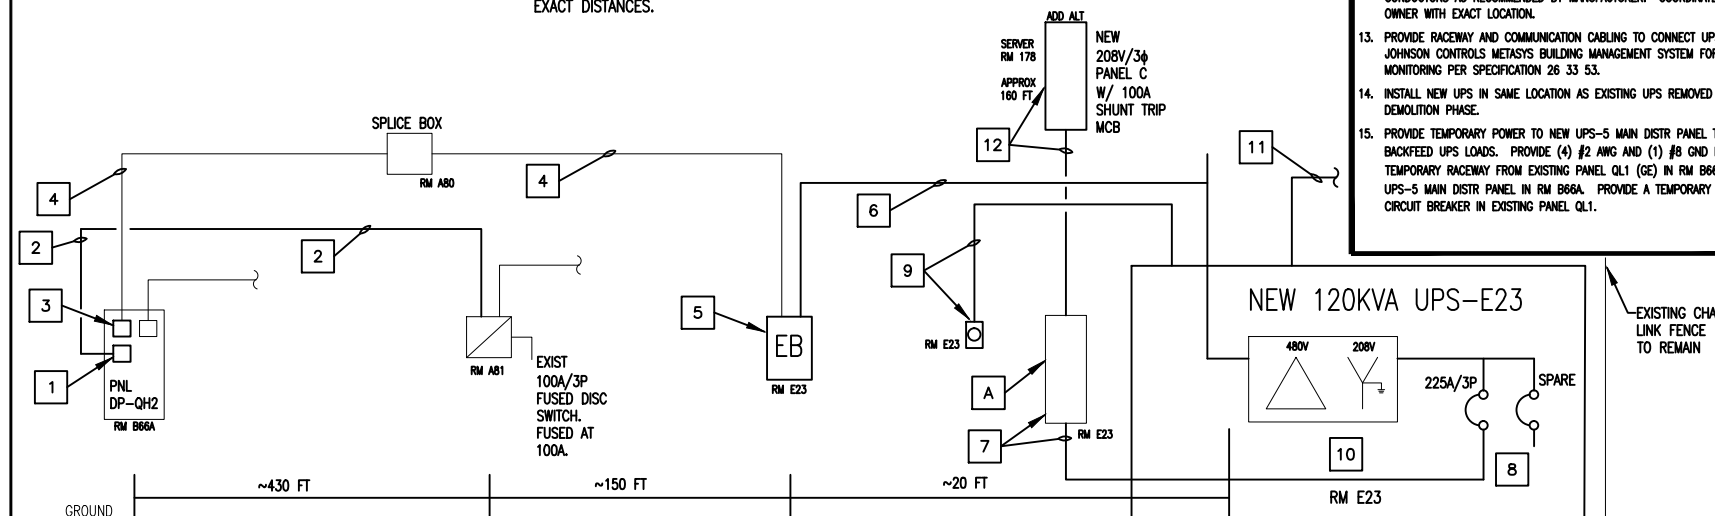 EXACT DISTANCES.
OWNER WITH EXACT LOCATION.
13. PROVIDE RACEWAY AND COMMUNICATION CABLING TO CONNECT UP
JOHNSON CONTROLS METASYS BUILDING MANAGEMENT SYSTEM FO
MONITORING PER SPECIFICATION 26 33 53.
14. INSTALL NEW UPS IN SAME LOCATION AS EXISTING UPS REMOVED
DEMOLITION PHASE.
15. PROVIDE TEMPORARY POWER TO NEW UPS-5 MAIN DISTR PANEL T
BACKFEED UPS LOADS. PROVIDE (4) #2 AWG AND (1) #8 GND
TEMPORARY RACEWAY FROM EXISTING PANEL QL1 (GE) IN RM B66
UPS-5 MAIN DISTR PANEL IN RM B66A. PROVIDE A TEMPORARY
CIRCUIT BREAKER IN EXISTING PANEL QL1.
ADD ALT
SERVER
RM 178
APPROX
160 FT
NEW
208V/3ϕ
PANEL C
W/ 100A
SHUNT TRIP
MCB
12
11
SPLICE BOX
RM A80
4
4
2
2
3
1
PNL
DP-QH2
RM B66A
RM A81
EXIST
100A/3P
FUSED DISC
SWITCH.
FUSED AT
100A.
5
EB
RM E23
6
9
RM E23
A
7
RM E23
NEW 120KVA UPS-E23
480V
208V
225A/3P
SPARE
10
8
RM E23
EXISTING CHA
LINK FENCE
TO REMAIN
~430 FT
~150 FT
~20 FT
GROUND